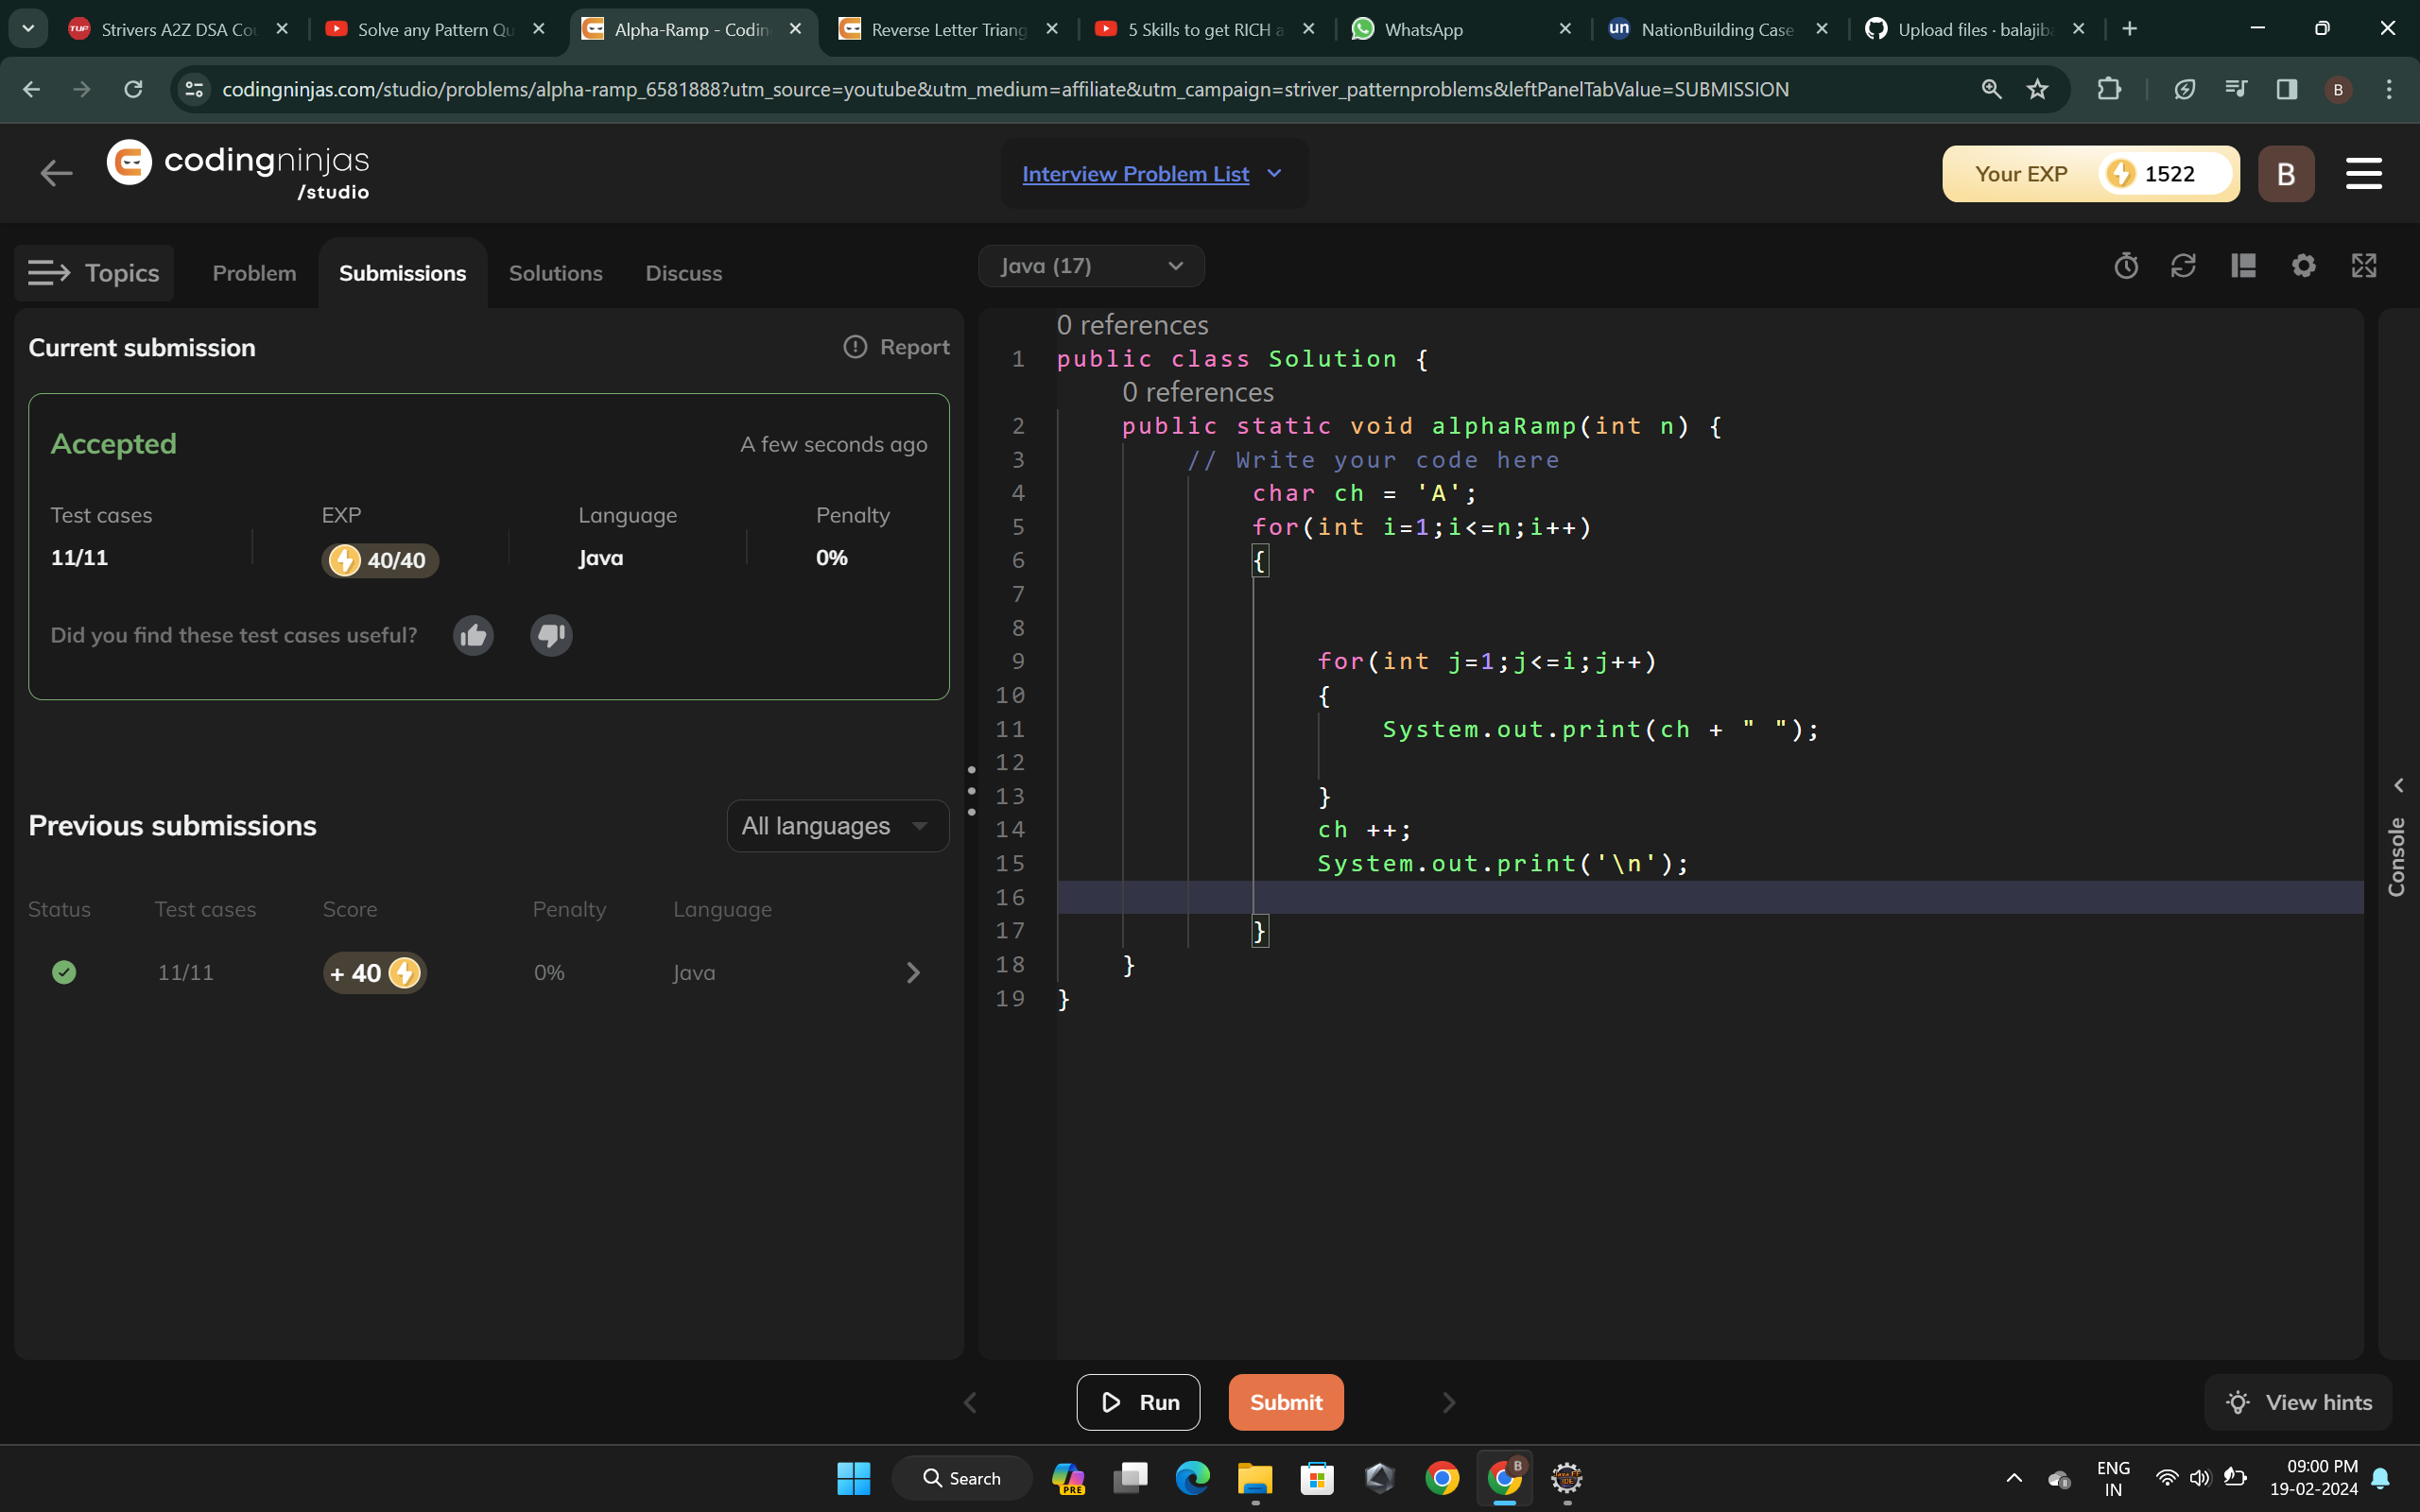 Strivers A2Z DSA Cou
Solve any Pattern Qu
Alpha-Ramp - Codin
Reverse Letter Triang
5 Skills to get RICH a
WhatsApp
un NationBuilding Case
Upload files · balajiba
codingninjas.com/studio/problems/alpha-ramp_6581888?utm_source=youtube&utm_medium=affiliate&utm_campaign=striver_patternproblems&leftPanelTabValue=SUBMISSION
B
codingninjas
/studio
Interview Problem List
Your EXP 1522
B
Topics
Problem
Submissions
Solutions
Discuss
Java (17)
Current submission
Report
Accepted
A few seconds ago
Test cases EXP Language Penalty
11/11 40/40 Java 0%
Did you find these test cases useful?
Previous submissions
All languages
Status Test cases Score Penalty Language
11/11 + 40 0% Java
0 references
1 public class Solution {
0 references
2 public static void alphaRamp(int n) {
3 // Write your code here
4 char ch = 'A';
5 for(int i=1;i<=n;i++)
6 {
7
8
9 for(int j=1;j<=i;j++)
10 {
11 System.out.print(ch + " ");
12
13 }
14 ch ++;
15 System.out.print('\n');
16
17 }
18 }
19 }
Console
Run
Submit
View hints
Search
PRE
B
ENG
IN
09:00 PM
19-02-2024